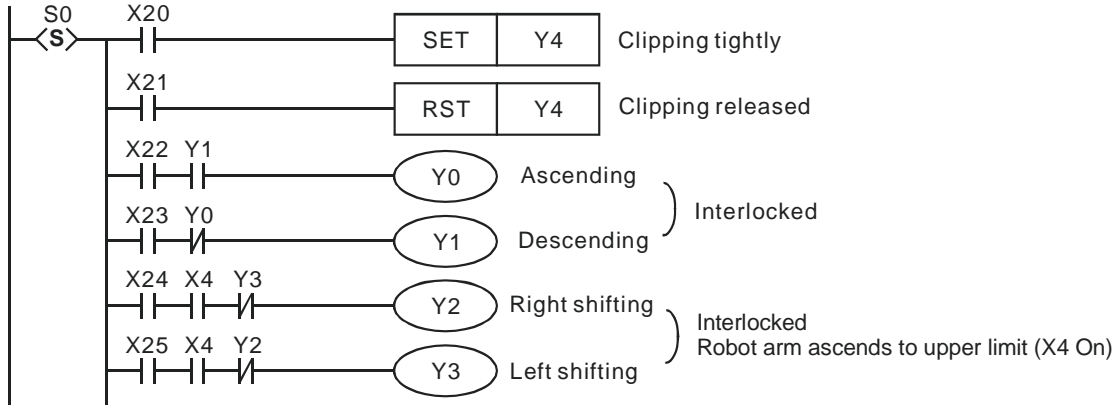 S0 X20
S SET Y4 Clipping tightly
X21
RST Y4 Clipping released
X22 Y1
Y0 Ascending
Interlocked
X23 Y0
Y1 Descending
X24 X4 Y3
Y2 Right shifting
Interlocked
Robot arm ascends to upper limit (X4 On)
X25 X4 Y2
Y3 Left shifting